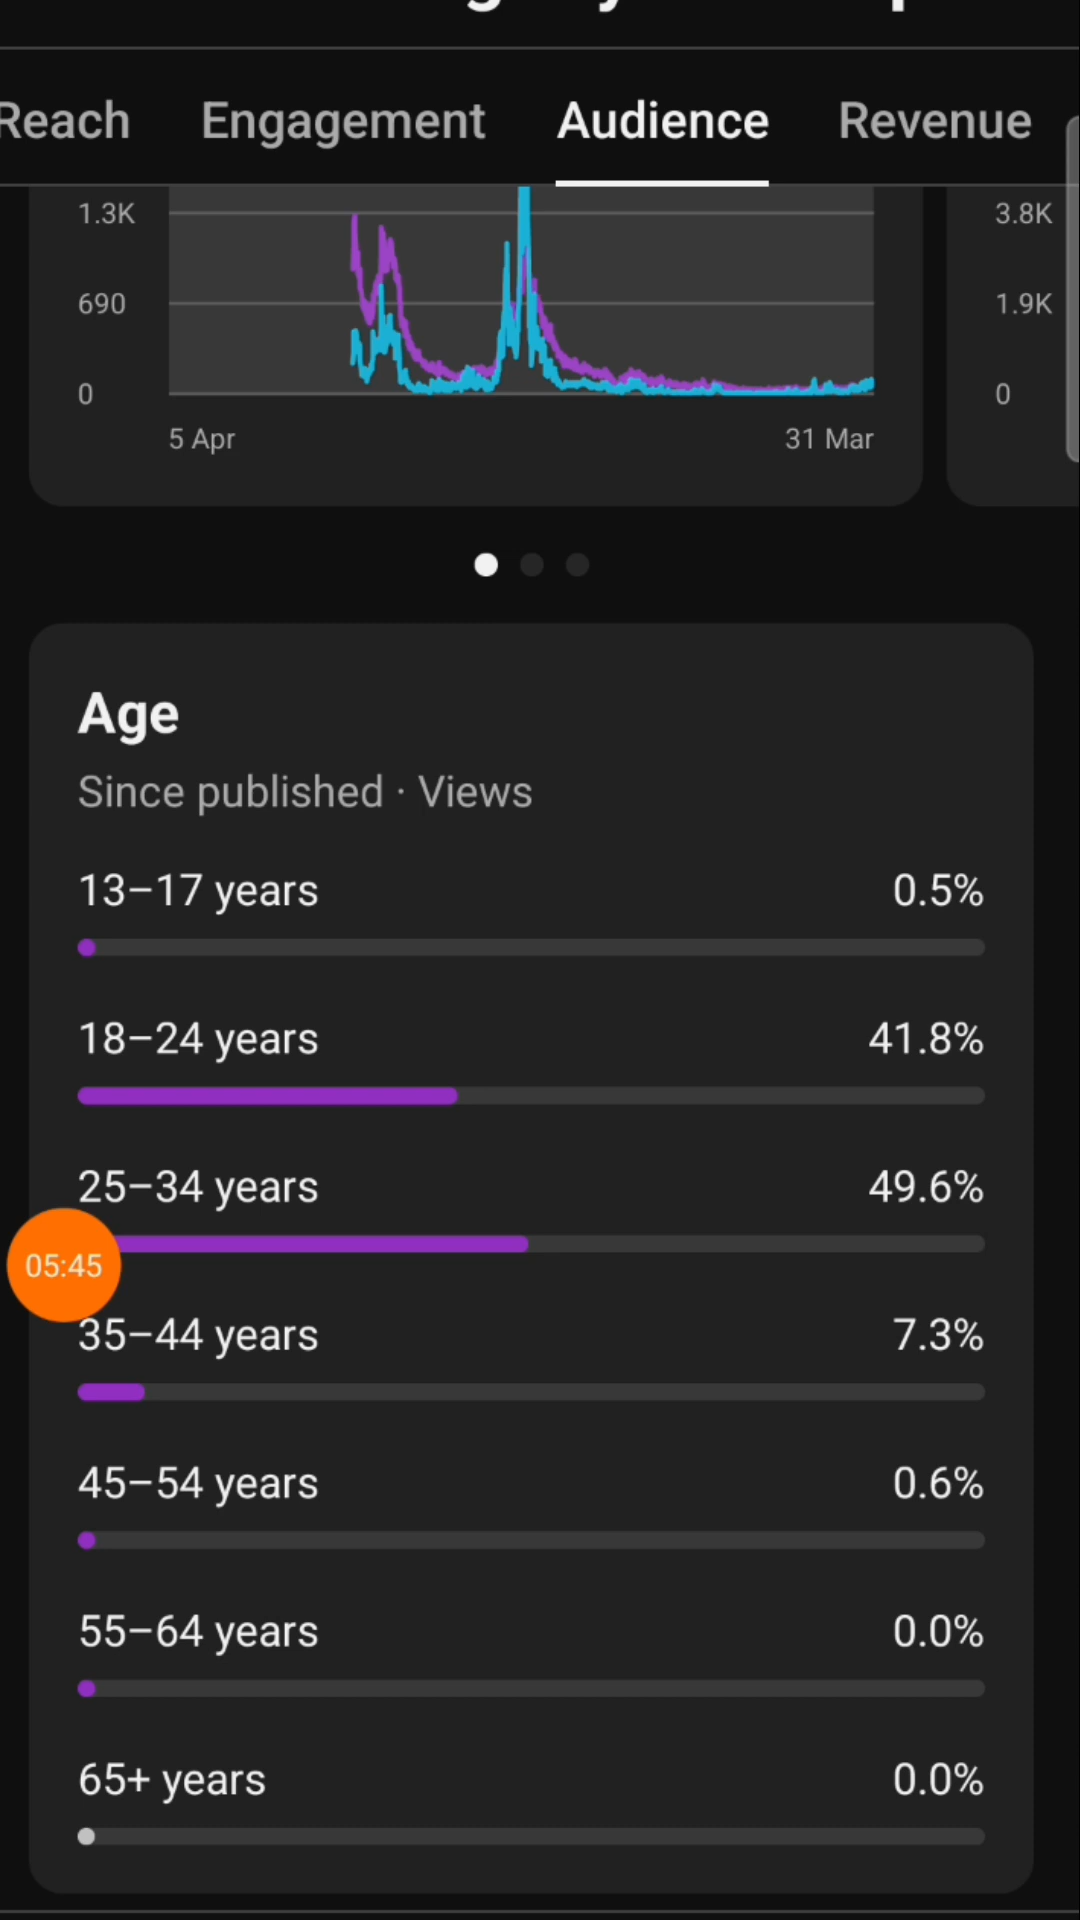 Reach Engagement Audience Revenue
1.3K
690
0
5 Apr 31 Mar
3.8K
1.9K
0
Age
Since published · Views
13–17 years 0.5%
18–24 years 41.8%
25–34 years 49.6%
05:45
35–44 years 7.3%
45–54 years 0.6%
55–64 years 0.0%
65+ years 0.0%